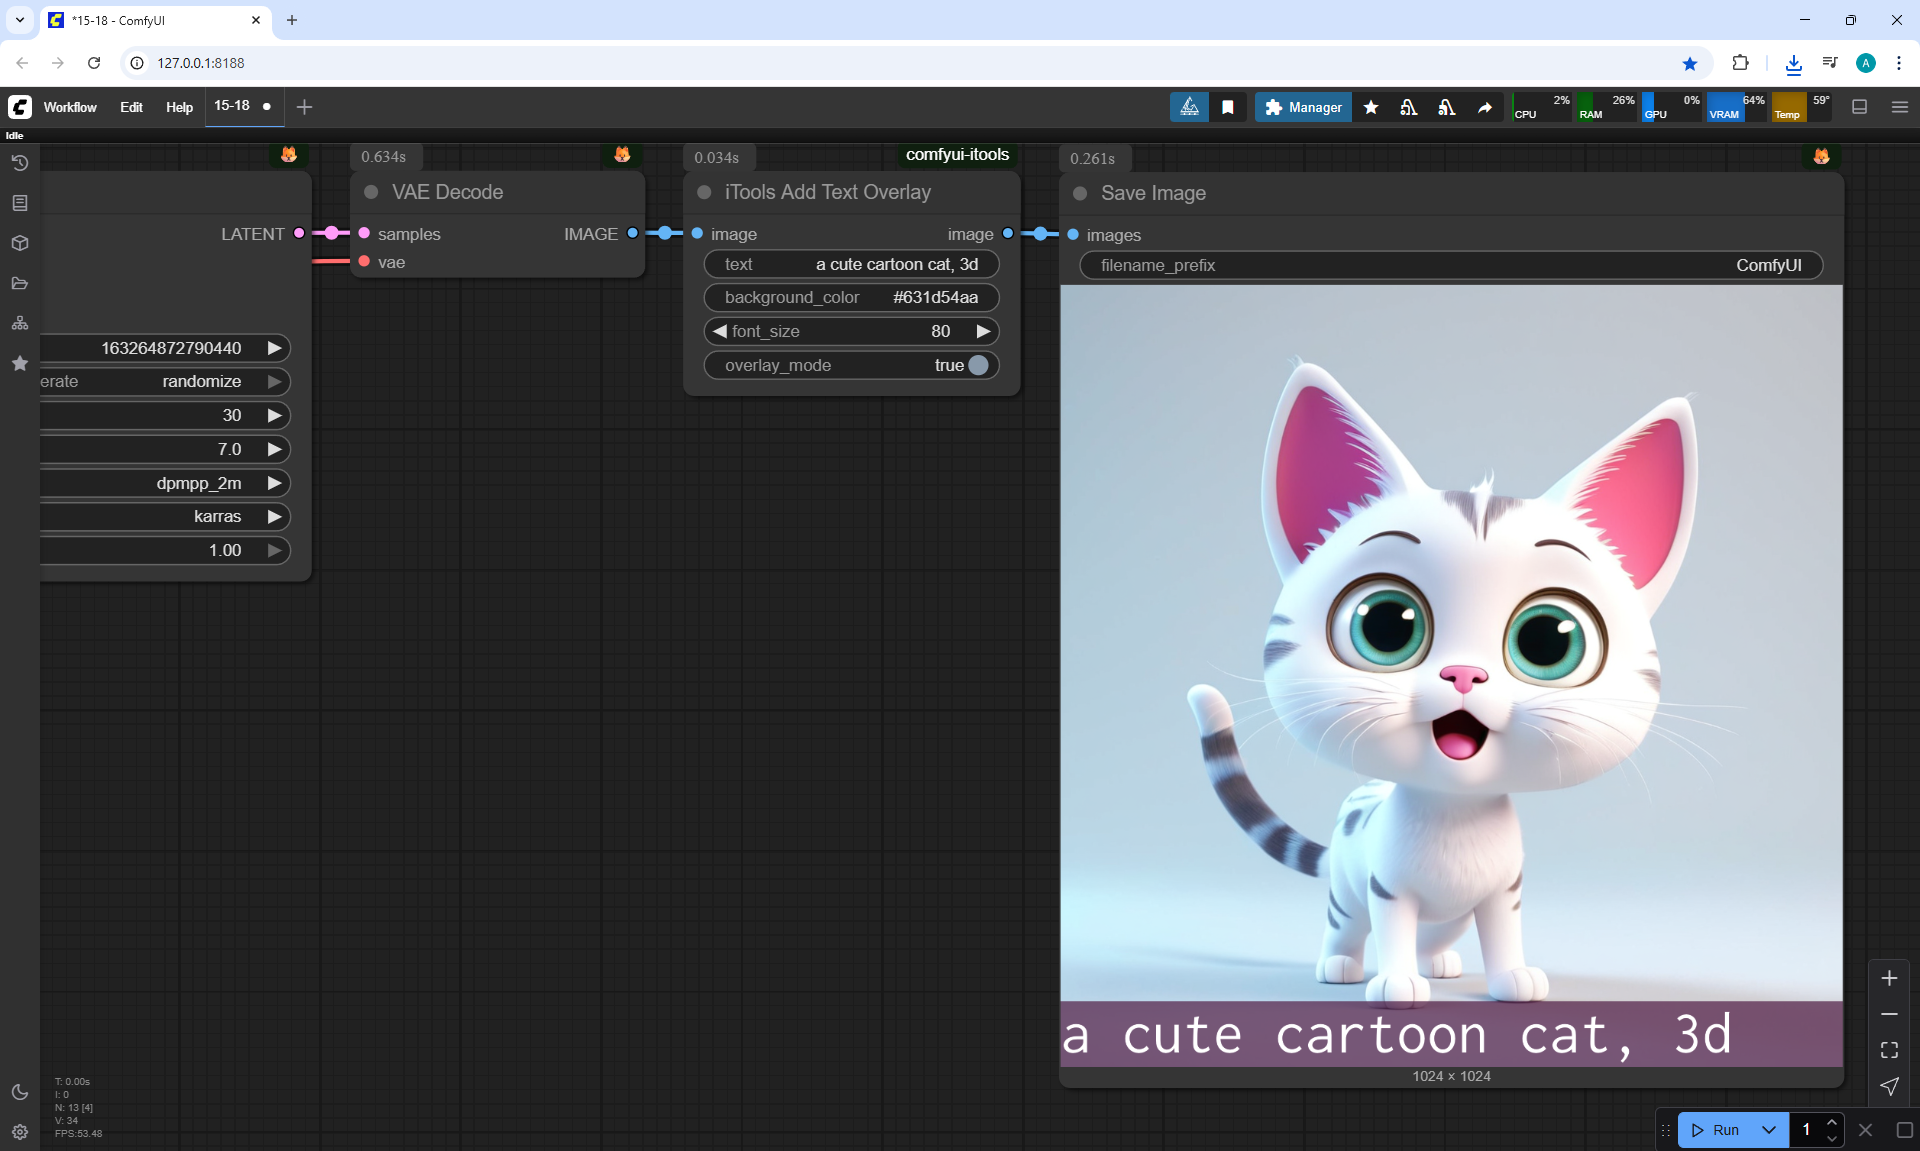 *15-18 - ComfyUI
127.0.0.1:8188
A
Workflow Edit Help 15-18
Manager
CPU 2% RAM 26% GPU 0% VRAM 64% Temp 59°
Idle
0.634s
0.034s
comfyui-itools
0.261s
VAE Decode
iTools Add Text Overlay
Save Image
LATENT
samples IMAGE
vae
image image
images
text a cute cartoon cat, 3d
background_color #631d54aa
font_size 80
overlay_mode true
filename_prefix ComfyUI
163264872790440
erate randomize
30
7.0
dpmpp_2m
karras
1.00
a cute cartoon cat, 3d
1024 × 1024
T: 0.00s
I: 0
N: 13 [4]
V: 34
FPS:53.48
Run 1